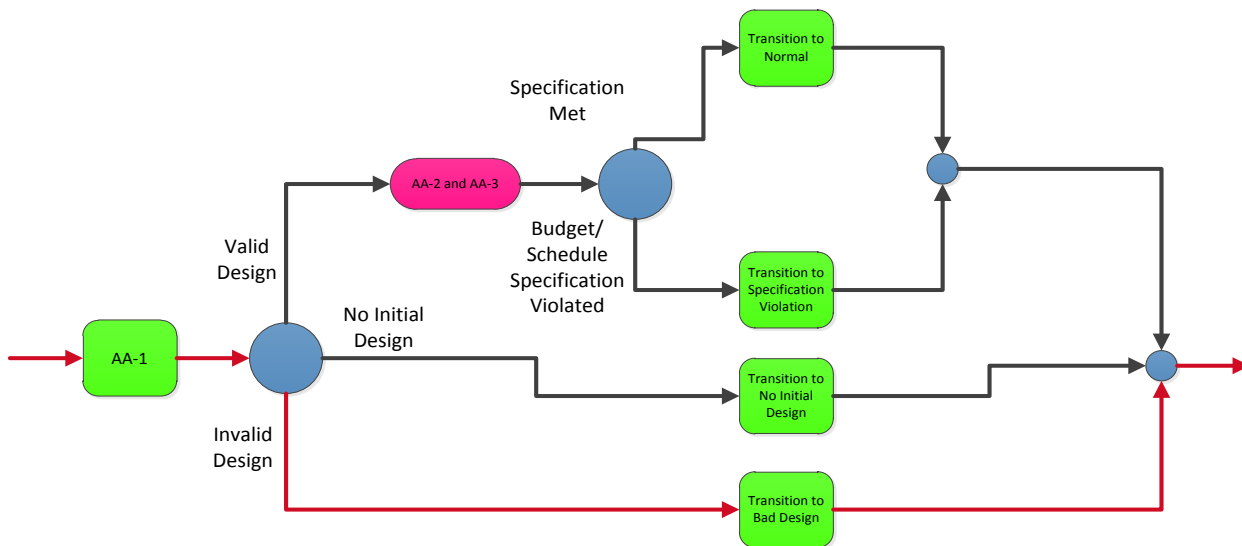 Transition to
Normal
Specification
Met
AA-2 and AA-3
Budget/
Schedule
Specification
Violated
Valid
Design
Transition to
Specification
Violation
No Initial
Design
AA-1
Transition to
No Initial
Design
Invalid
Design
Transition to
Bad Design